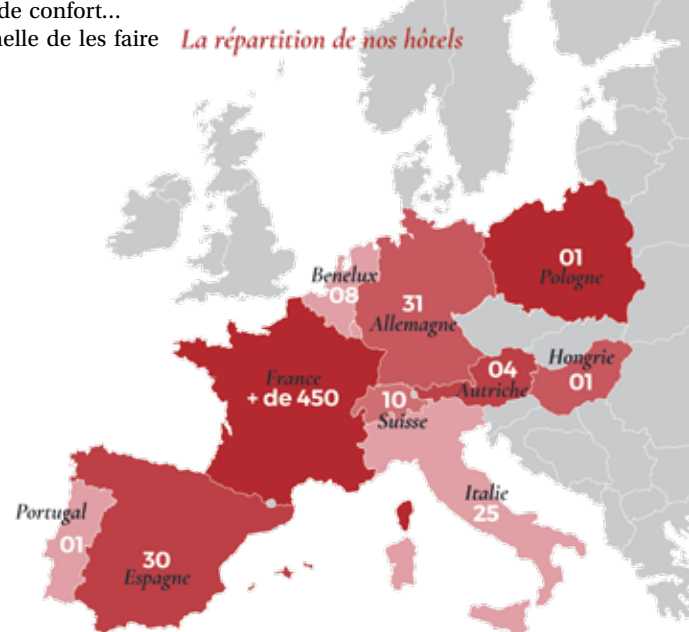 de confort...
nelle de les faire
La répartition de nos hôtels
01
Pologne
Benelux
08
31
Allemagne
Hongrie
01
04
Autriche
France
+ de 450
10
Suisse
Italie
25
Portugal
01
30
Espagne